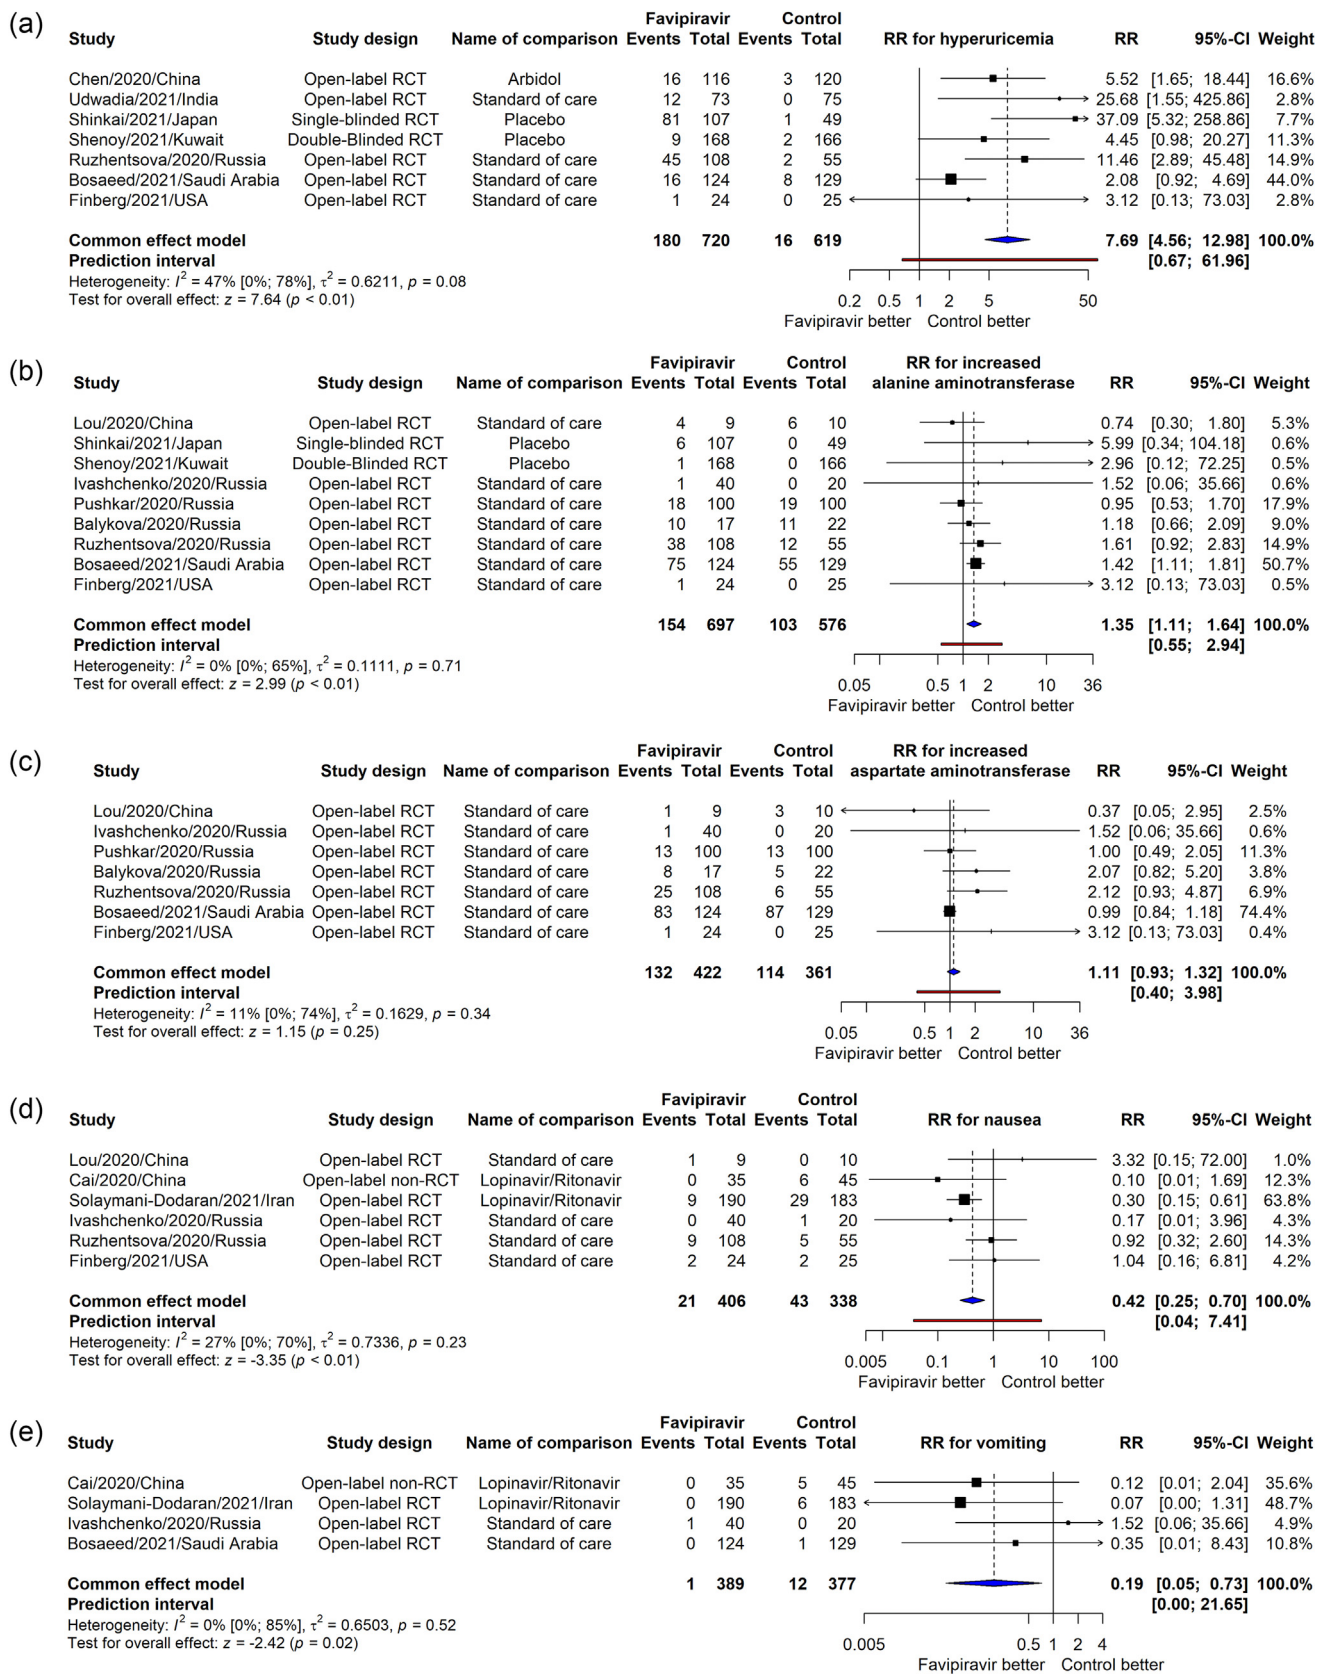 (a)
Favipiravir Control
Study Study design Name of comparison Events Total Events Total RR for hyperuricemia RR 95%-CI Weight
Chen/2020/China Open-label RCT Arbidol 16 116 3 120 5.52 [1.65; 18.44] 16.6%
Udwadia/2021/India Open-label RCT Standard of care 12 73 0 75 25.68 [1.55; 425.86] 2.8%
Shinkai/2021/Japan Single-blinded RCT Placebo 81 107 1 49 37.09 [5.32; 258.86] 7.7%
Shenoy/2021/Kuwait Double-Blinded RCT Placebo 9 168 2 166 4.45 [0.98; 20.27] 11.3%
Ruzhentsova/2020/Russia Open-label RCT Standard of care 45 108 2 55 11.46 [2.89; 45.48] 14.9%
Bosaeed/2021/Saudi Arabia Open-label RCT Standard of care 16 124 8 129 2.08 [0.92; 4.69] 44.0%
Finberg/2021/USA Open-label RCT Standard of care 1 24 0 25 3.12 [0.13; 73.03] 2.8%
Common effect model 180 720 16 619 7.69 [4.56; 12.98] 100.0%
Prediction interval [0.67; 61.96]
Heterogeneity: I² = 47% [0%; 78%], τ² = 0.6211, p = 0.08
Test for overall effect: z = 7.64 (p < 0.01)
0.2 0.5 1 2 5 50
Favipiravir better Control better
(b)
Favipiravir Control RR for increased
Study Study design Name of comparison Events Total Events Total alanine aminotransferase RR 95%-CI Weight
Lou/2020/China Open-label RCT Standard of care 4 9 6 10 0.74 [0.30; 1.80] 5.3%
Shinkai/2021/Japan Single-blinded RCT Placebo 6 107 0 49 5.99 [0.34; 104.18] 0.6%
Shenoy/2021/Kuwait Double-Blinded RCT Placebo 1 168 0 166 2.96 [0.12; 72.25] 0.5%
Ivashchenko/2020/Russia Open-label RCT Standard of care 1 40 0 20 1.52 [0.06; 35.66] 0.6%
Pushkar/2020/Russia Open-label RCT Standard of care 18 100 19 100 0.95 [0.53; 1.70] 17.9%
Balykova/2020/Russia Open-label RCT Standard of care 10 17 11 22 1.18 [0.66; 2.09] 9.0%
Ruzhentsova/2020/Russia Open-label RCT Standard of care 38 108 12 55 1.61 [0.92; 2.83] 14.9%
Bosaeed/2021/Saudi Arabia Open-label RCT Standard of care 75 124 55 129 1.42 [1.11; 1.81] 50.7%
Finberg/2021/USA Open-label RCT Standard of care 1 24 0 25 3.12 [0.13; 73.03] 0.5%
Common effect model 154 697 103 576 1.35 [1.11; 1.64] 100.0%
Prediction interval [0.55; 2.94]
Heterogeneity: I² = 0% [0%; 65%], τ² = 0.1111, p = 0.71
Test for overall effect: z = 2.99 (p < 0.01)
0.05 0.5 1 2 10 36
Favipiravir better Control better
(c)
Favipiravir Control RR for increased
Study Study design Name of comparison Events Total Events Total aspartate aminotransferase RR 95%-CI Weight
Lou/2020/China Open-label RCT Standard of care 1 9 3 10 0.37 [0.05; 2.95] 2.5%
Ivashchenko/2020/Russia Open-label RCT Standard of care 1 40 0 20 1.52 [0.06; 35.66] 0.6%
Pushkar/2020/Russia Open-label RCT Standard of care 13 100 13 100 1.00 [0.49; 2.05] 11.3%
Balykova/2020/Russia Open-label RCT Standard of care 8 17 5 22 2.07 [0.82; 5.20] 3.8%
Ruzhentsova/2020/Russia Open-label RCT Standard of care 25 108 6 55 2.12 [0.93; 4.87] 6.9%
Bosaeed/2021/Saudi Arabia Open-label RCT Standard of care 83 124 87 129 0.99 [0.84; 1.18] 74.4%
Finberg/2021/USA Open-label RCT Standard of care 1 24 0 25 3.12 [0.13; 73.03] 0.4%
Common effect model 132 422 114 361 1.11 [0.93; 1.32] 100.0%
Prediction interval [0.40; 3.98]
Heterogeneity: I² = 11% [0%; 74%], τ² = 0.1629, p = 0.34
Test for overall effect: z = 1.15 (p = 0.25)
0.05 0.5 1 2 10 36
Favipiravir better Control better
(d)
Favipiravir Control
Study Study design Name of comparison Events Total Events Total RR for nausea RR 95%-CI Weight
Lou/2020/China Open-label RCT Standard of care 1 9 0 10 3.32 [0.15; 72.00] 1.0%
Cai/2020/China Open-label non-RCT Lopinavir/Ritonavir 0 35 6 45 0.10 [0.01; 1.69] 12.3%
Solaymani-Dodaran/2021/Iran Open-label RCT Lopinavir/Ritonavir 9 190 29 183 0.30 [0.15; 0.61] 63.8%
Ivashchenko/2020/Russia Open-label RCT Standard of care 0 40 1 20 0.17 [0.01; 3.96] 4.3%
Ruzhentsova/2020/Russia Open-label RCT Standard of care 9 108 5 55 0.92 [0.32; 2.60] 14.3%
Finberg/2021/USA Open-label RCT Standard of care 2 24 2 25 1.04 [0.16; 6.81] 4.2%
Common effect model 21 406 43 338 0.42 [0.25; 0.70] 100.0%
Prediction interval [0.04; 7.41]
Heterogeneity: I² = 27% [0%; 70%], τ² = 0.7336, p = 0.23
Test for overall effect: z = -3.35 (p < 0.01)
0.005 0.1 1 10 100
Favipiravir better Control better
(e)
Favipiravir Control
Study Study design Name of comparison Events Total Events Total RR for vomiting RR 95%-CI Weight
Cai/2020/China Open-label non-RCT Lopinavir/Ritonavir 0 35 5 45 0.12 [0.01; 2.04] 35.6%
Solaymani-Dodaran/2021/Iran Open-label RCT Lopinavir/Ritonavir 0 190 6 183 0.07 [0.00; 1.31] 48.7%
Ivashchenko/2020/Russia Open-label RCT Standard of care 1 40 0 20 1.52 [0.06; 35.66] 4.9%
Bosaeed/2021/Saudi Arabia Open-label RCT Standard of care 0 124 1 129 0.35 [0.01; 8.43] 10.8%
Common effect model 1 389 12 377 0.19 [0.05; 0.73] 100.0%
Prediction interval [0.00; 21.65]
Heterogeneity: I² = 0% [0%; 85%], τ² = 0.6503, p = 0.52
Test for overall effect: z = -2.42 (p = 0.02)
0.005 0.5 1 2 4
Favipiravir better Control better